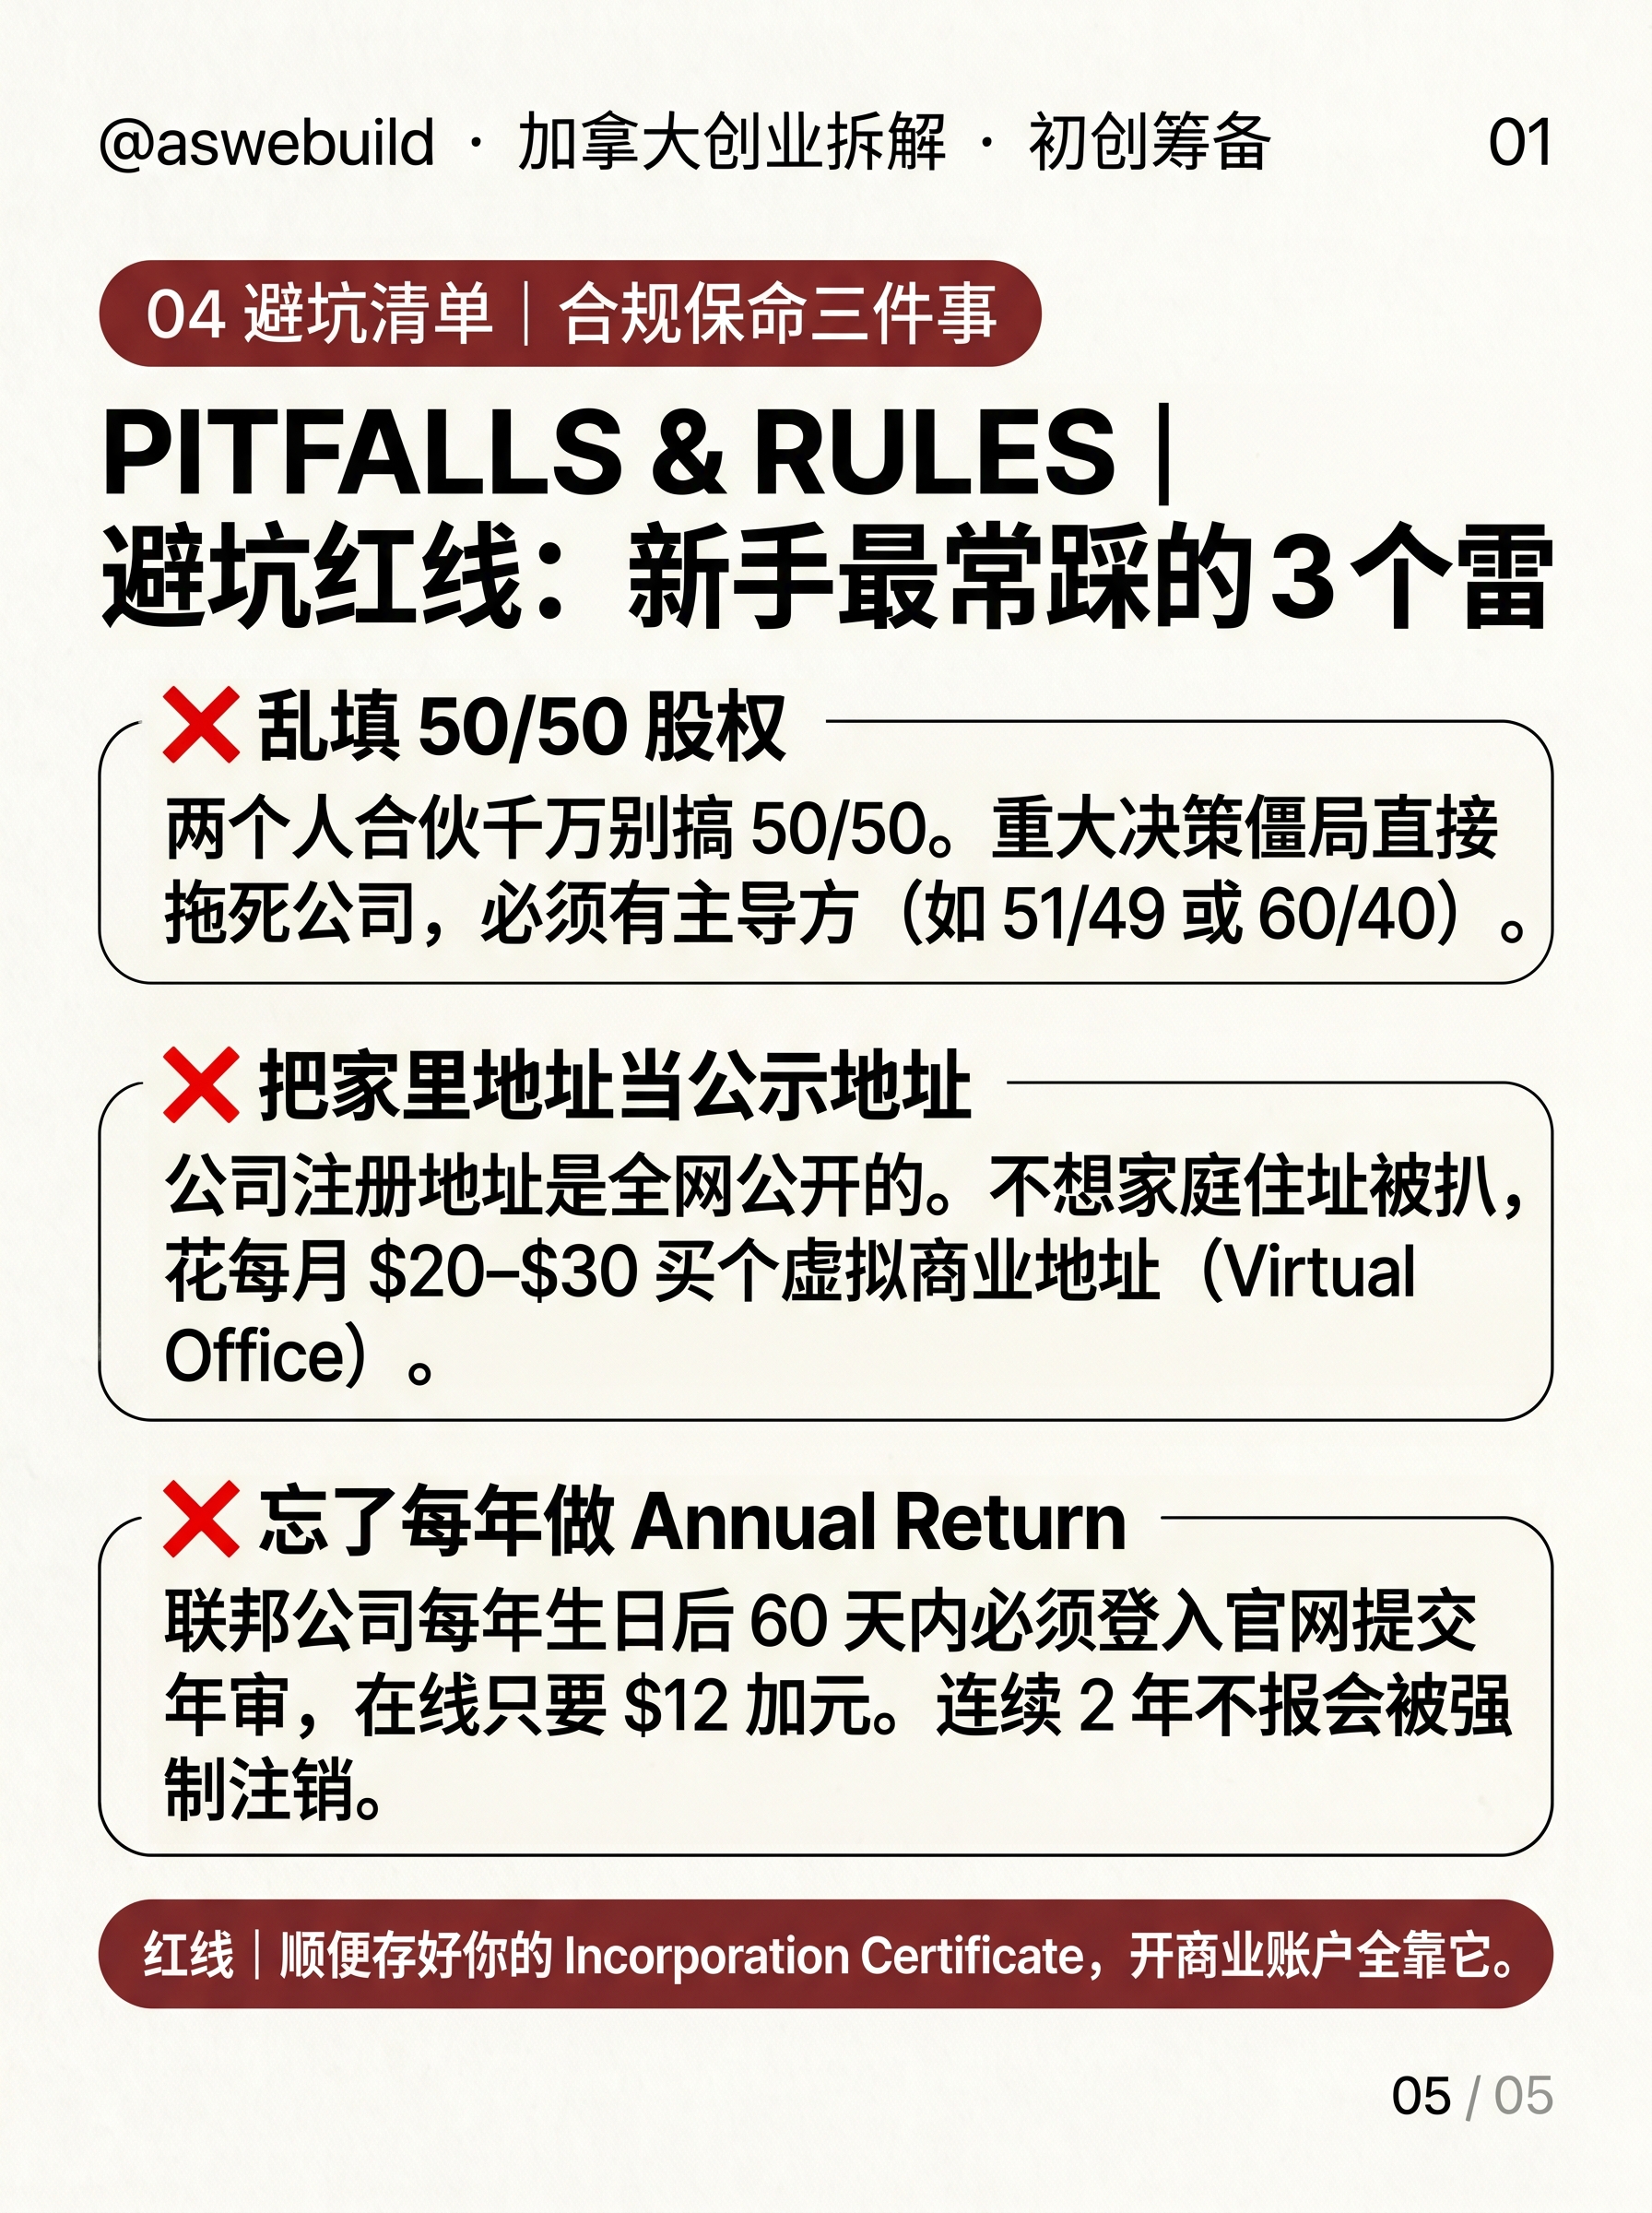 @aswebuild · 加拿大创业拆解 · 初创筹备 01
04 避坑清单｜合规保命三件事
PITFALLS & RULES |
避坑红线：新手最常踩的3个雷
❌ 乱填 50/50 股权
两个人合伙千万别搞 50/50。重大决策僵局直接
拖死公司，必须有主导方（如 51/49 或 60/40）。
❌ 把家里地址当公示地址
公司注册地址是全网公开的。不想家庭住址被扒，
花每月 $20–$30 买个虚拟商业地址（Virtual
Office）。
❌ 忘了每年做 Annual Return
联邦公司每年生日后 60 天内必须登入官网提交
年审，在线只要 $12 加元。连续 2 年不报会被强
制注销。
红线｜顺便存好你的 Incorporation Certificate，开商业账户全靠它。
05 / 05